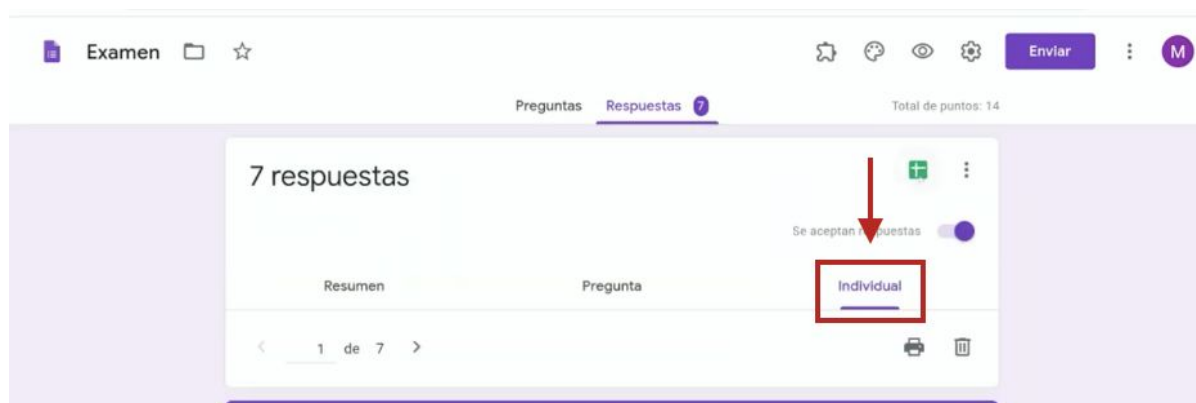 Examen
Enviar
M
Preguntas Respuestas 7
Total de puntos: 14
7 respuestas
Se aceptan respuestas
Resumen Pregunta Individual
1 de 7